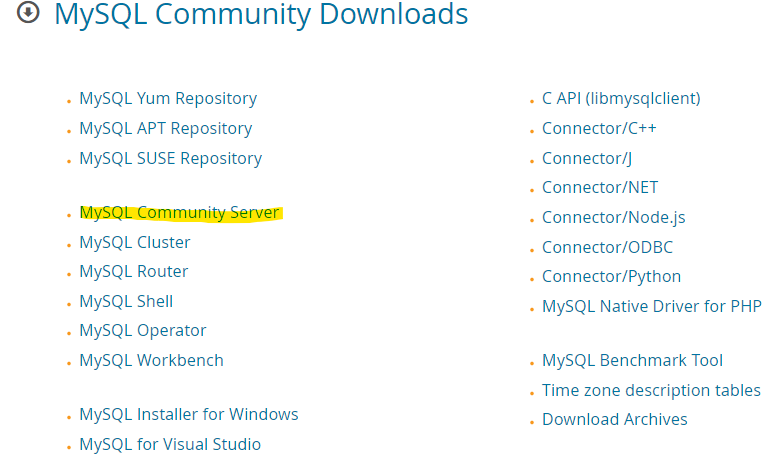 MySQL Community Downloads
MySQL Yum Repository
MySQL APT Repository
MySQL SUSE Repository
MySQL Community Server
MySQL Cluster
MySQL Router
MySQL Shell
MySQL Operator
MySQL Workbench
MySQL Installer for Windows
MySQL for Visual Studio
C API (libmysqlclient)
Connector/C++
Connector/J
Connector/NET
Connector/Node.js
Connector/ODBC
Connector/Python
MySQL Native Driver for PHP
MySQL Benchmark Tool
Time zone description tables
Download Archives